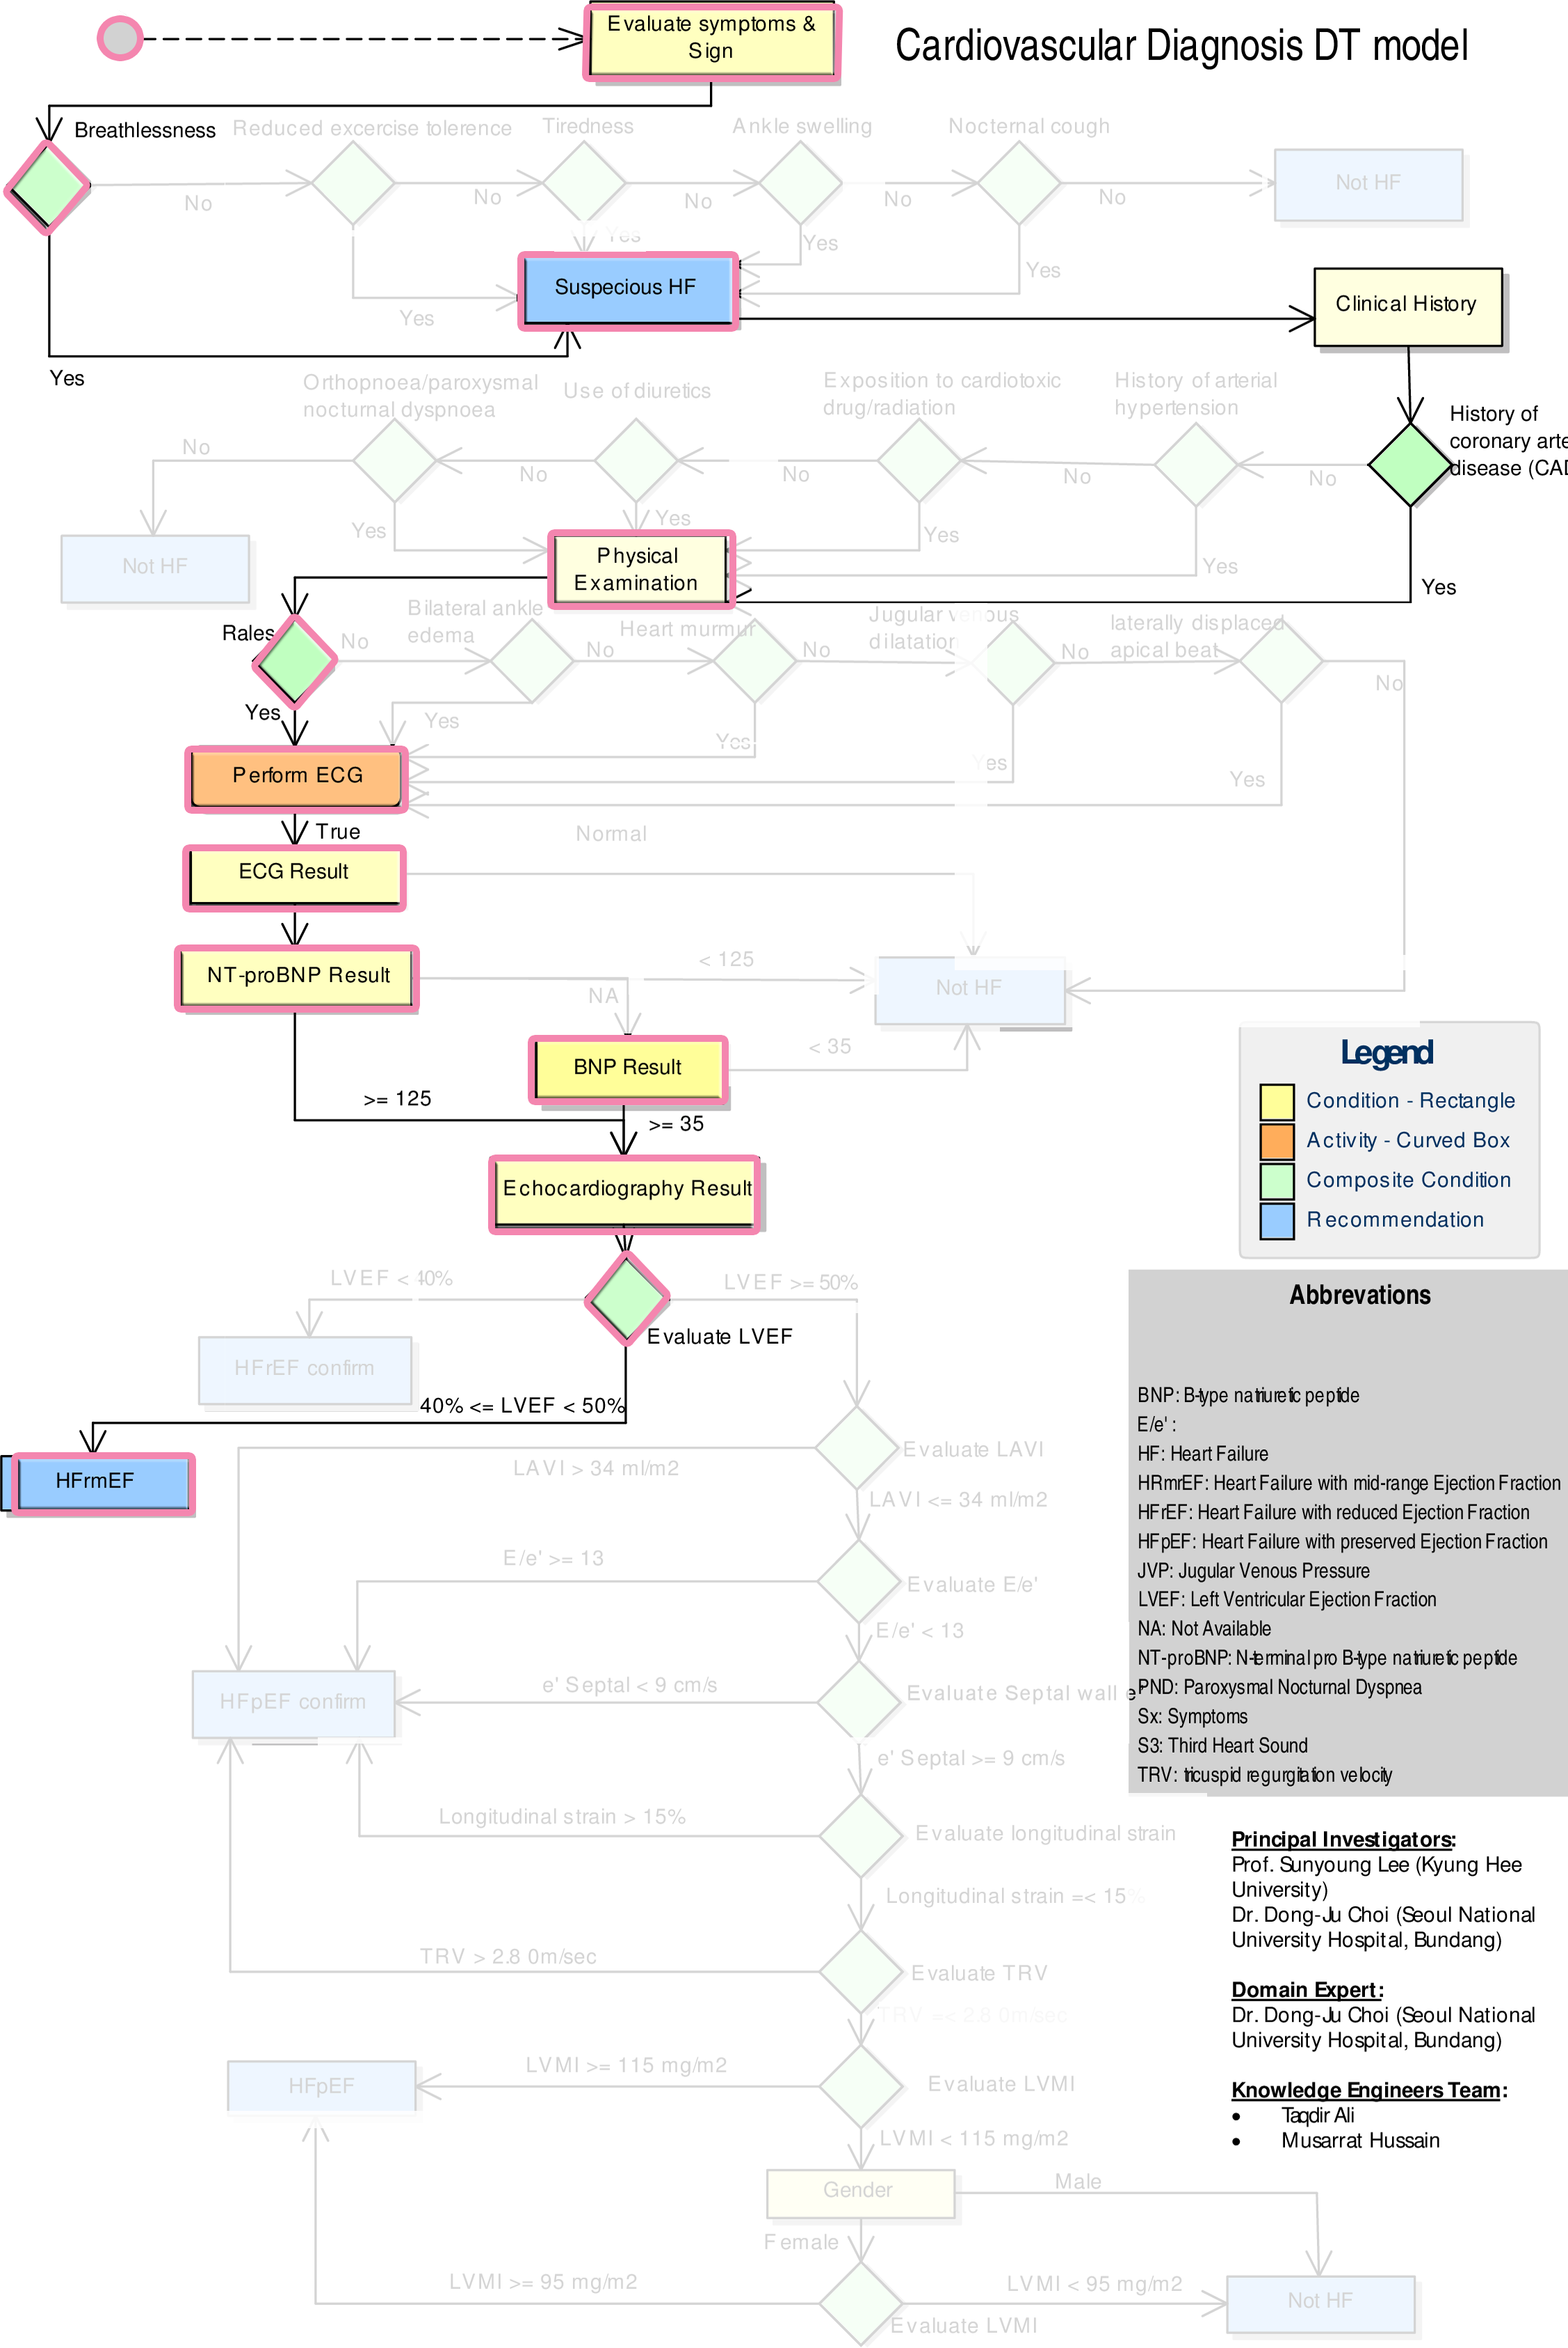 Evaluate symptoms &
Sign
Cardiovascular Diagnosis DT model
Breathlessness
Reduced excercise tolerence
Tiredness
Ankle swelling
Nocternal cough
No
No
No
No
No
Not HF
Yes
Yes
Yes
Yes
Suspecious HF
Clinical History
Yes
Orthopnoea/paroxysmal
nocturnal dyspnoea
Use of diuretics
Exposition to cardiotoxic
drug/radiation
History of arterial
hypertension
History of
coronary arte
disease (CAD
No
No
No
No
No
Yes
Yes
Yes
Yes
Yes
Not HF
Physical
Examination
Rales
Bilateral ankle
edema
Heart murmur
Jugular venous
dilatation
laterally displaced
apical beat
No
No
No
No
No
Yes
Yes
Yes
Yes
Yes
Perform ECG
True
Normal
ECG Result
NT-proBNP Result
< 125
NA
Not HF
< 35
BNP Result
>= 125
>= 35
Legend
Condition - Rectangle
Activity - Curved Box
Composite Condition
Recommendation
Echocardiography Result
LVEF < 40%
LVEF >= 50%
Evaluate LVEF
HFrEF confirm
40% <= LVEF < 50%
HFrmEF
Evaluate LAVI
LAVI > 34 ml/m2
LAVI <= 34 ml/m2
E/e' >= 13
Evaluate E/e'
E/e' < 13
HFpEF confirm
e' Septal < 9 cm/s
Evaluate Septal wall e'
e' Septal >= 9 cm/s
Longitudinal strain > 15%
Evaluate longitudinal strain
Longitudinal strain =< 15%
TRV > 2.8 0m/sec
Evaluate TRV
TRV =< 2.8 0m/sec
HFpEF
LVMI >= 115 mg/m2
Evaluate LVMI
LVMI < 115 mg/m2
Gender
Male
Female
LVMI >= 95 mg/m2
LVMI < 95 mg/m2
Evaluate LVMI
Not HF
Abbrevations
BNP: B-type natriuretic peptide
E/e' :
HF: Heart Failure
HRmrEF: Heart Failure with mid-range Ejection Fraction
HFrEF: Heart Failure with reduced Ejection Fraction
HFpEF: Heart Failure with preserved Ejection Fraction
JVP: Jugular Venous Pressure
LVEF: Left Ventricular Ejection Fraction
NA: Not Available
NT-proBNP: N-terminal pro B-type natriuretic peptide
PND: Paroxysmal Nocturnal Dyspnea
Sx: Symptoms
S3: Third Heart Sound
TRV: tricuspid regurgitation velocity
Principal Investigators:
Prof. Sunyoung Lee (Kyung Hee
University)
Dr. Dong-Ju Choi (Seoul National
University Hospital, Bundang)
Domain Expert:
Dr. Dong-Ju Choi (Seoul National
University Hospital, Bundang)
Knowledge Engineers Team:
• Taqdir Ali
• Musarrat Hussain